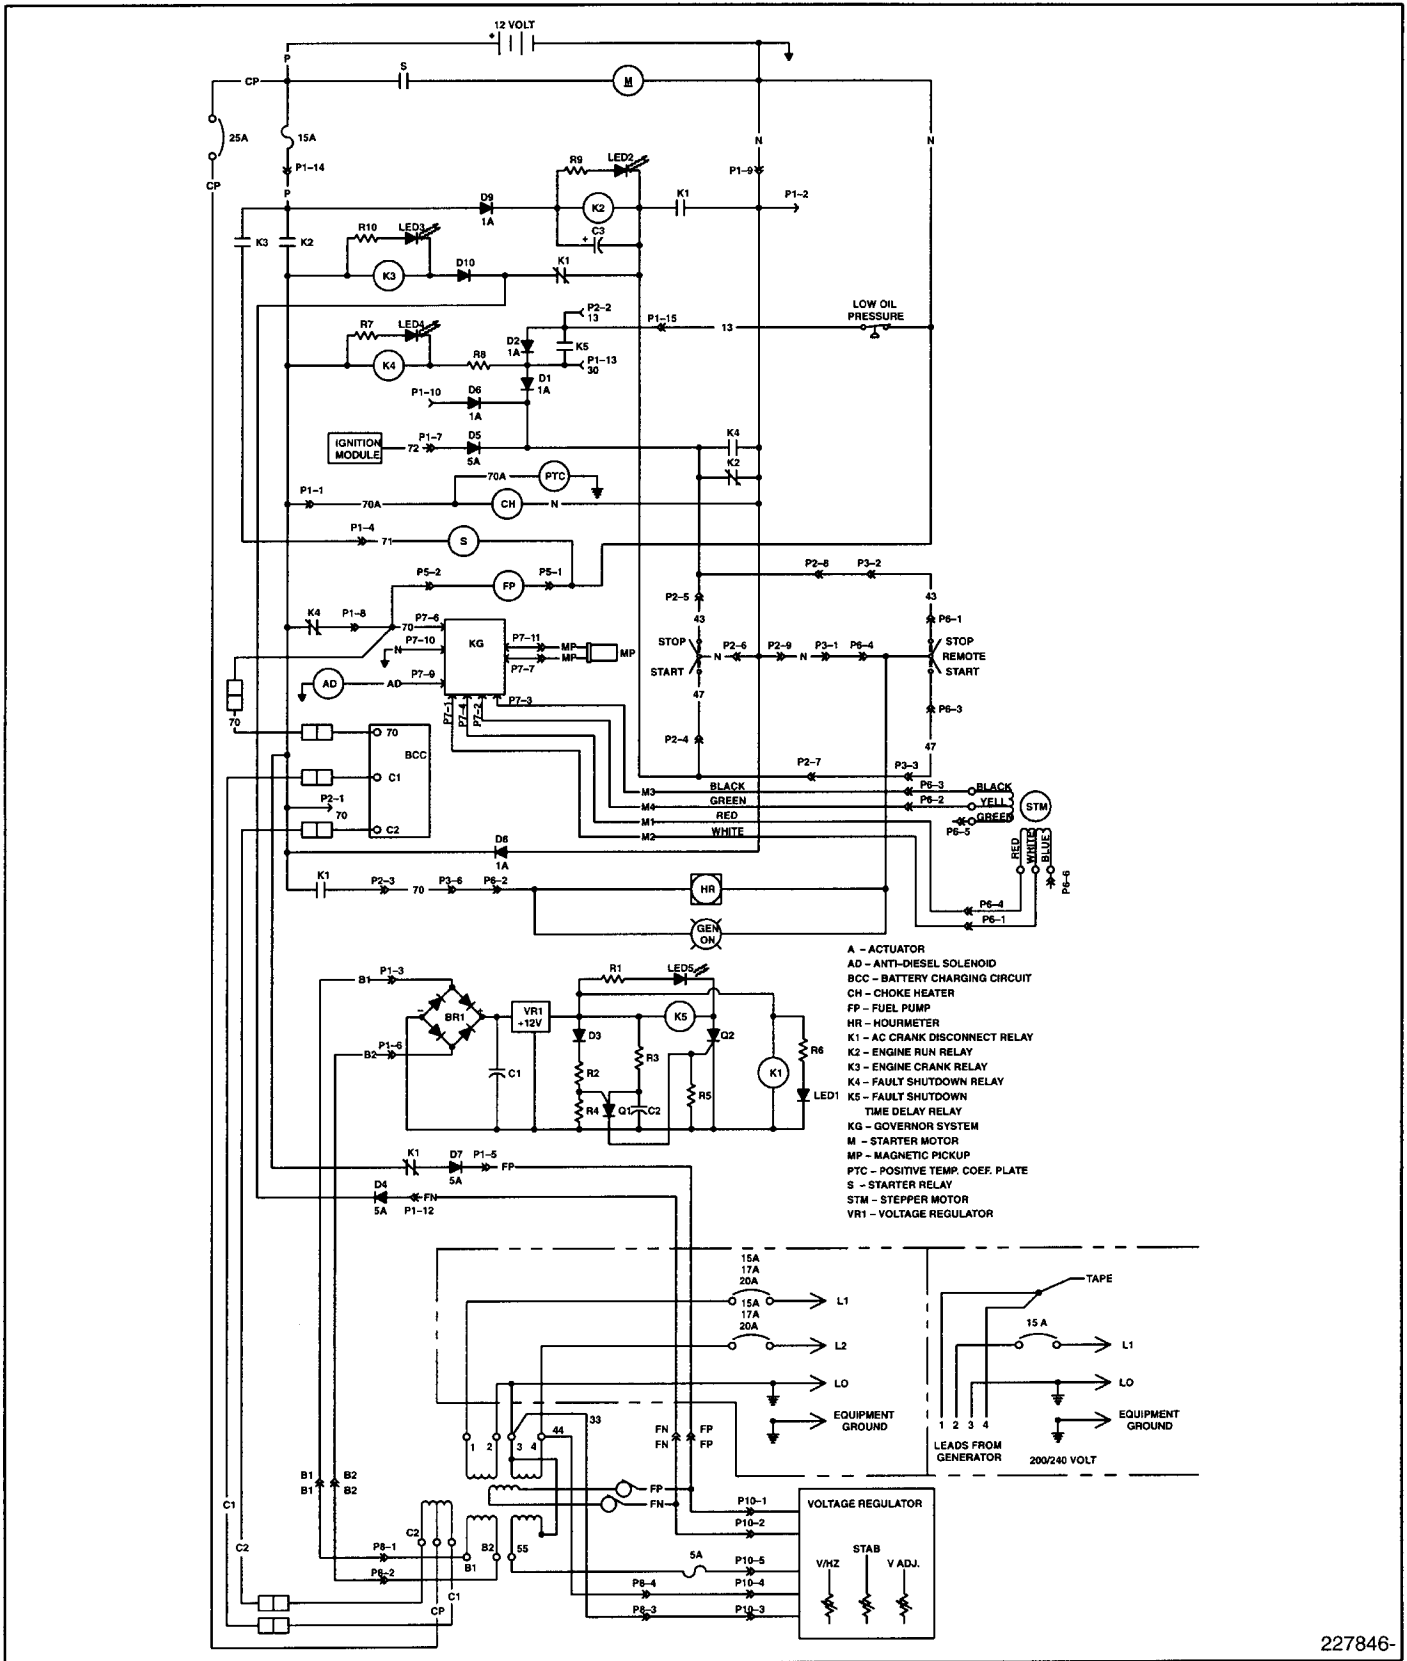 12 VOLT
+
P
CP
S
M
25A
15A
N
N
P1-14
CP
P
R9
LED2
P1-9
D9
1A
K2
K1
P1-2
+
C3
R10
LED3
K3
K2
K3
D10
K1
P2-2
13
P1-15
13
LOW OIL
PRESSURE
R7
LED4
D2
1A
K5
K4
R8
P1-13
30
D1
1A
P1-10
D6
1A
IGNITION
MODULE
72
P1-7
D5
5A
K4
K2
70A
PTC
P1-1
70A
CH
N
P1-4
71
S
P5-2
FP
P5-1
P2-8
P3-2
P2-5
43
43
K4
P1-8
70
P7-6
P7-10
N
KG
P7-11
MP
P7-7
MP
MP
P6-1
STOP
START
N
P2-6
P2-9
N
P3-1
P6-4
STOP
REMOTE
START
AD
AD
P7-9
P7-1
P7-4
P7-2
P7-3
47
P6-3
70
P2-4
47
70
BCC
C1
P2-7
P3-3
P2-1
70
C2
M3
BLACK
P6-3
BLACK
M4
GREEN
P6-2
YELL
STM
M1
RED
GREEN
P6-5
M2
WHITE
RED
WHITE
BLUE
P6-6
D8
1A
K1
P2-3
70
P3-6
P6-2
HR
GEN
ON
P6-4
P6-1
A - ACTUATOR
AD - ANTI-DIESEL SOLENOID
BCC - BATTERY CHARGING CIRCUIT
CH - CHOKE HEATER
FP - FUEL PUMP
HR - HOURMETER
K1 - AC CRANK DISCONNECT RELAY
K2 - ENGINE RUN RELAY
K3 - ENGINE CRANK RELAY
K4 - FAULT SHUTDOWN RELAY
K5 - FAULT SHUTDOWN
TIME DELAY RELAY
KG - GOVERNOR SYSTEM
M - STARTER MOTOR
MP - MAGNETIC PICKUP
PTC - POSITIVE TEMP. COEF. PLATE
S - STARTER RELAY
STM - STEPPER MOTOR
VR1 - VOLTAGE REGULATOR
B1
P1-3
R1
LED5
-
BR1
+
VR1
+12V
K5
D3
Q2
B2
P1-6
C1
R2
R3
R6
K1
R4
Q1
C2
R5
LED1
K1
D7
5A
P1-5
FP
D4
5A
FN
P1-12
15A
17A
20A
L1
15A
17A
20A
L2
LO
EQUIPMENT
GROUND
TAPE
15 A
L1
LO
EQUIPMENT
GROUND
1 2 3 4
LEADS FROM
GENERATOR
200/240 VOLT
33
44
1
2
3
4
FN
FN
FP
FP
B1
B1
B2
B2
FP
FN
C1
C2
C2
B2
55
P8-1
B1
P8-2
C1
CP
5A
P8-4
P8-3
P10-1
P10-2
P10-5
P10-4
P10-3
VOLTAGE REGULATOR
V/HZ
STAB
V ADJ.
227846-